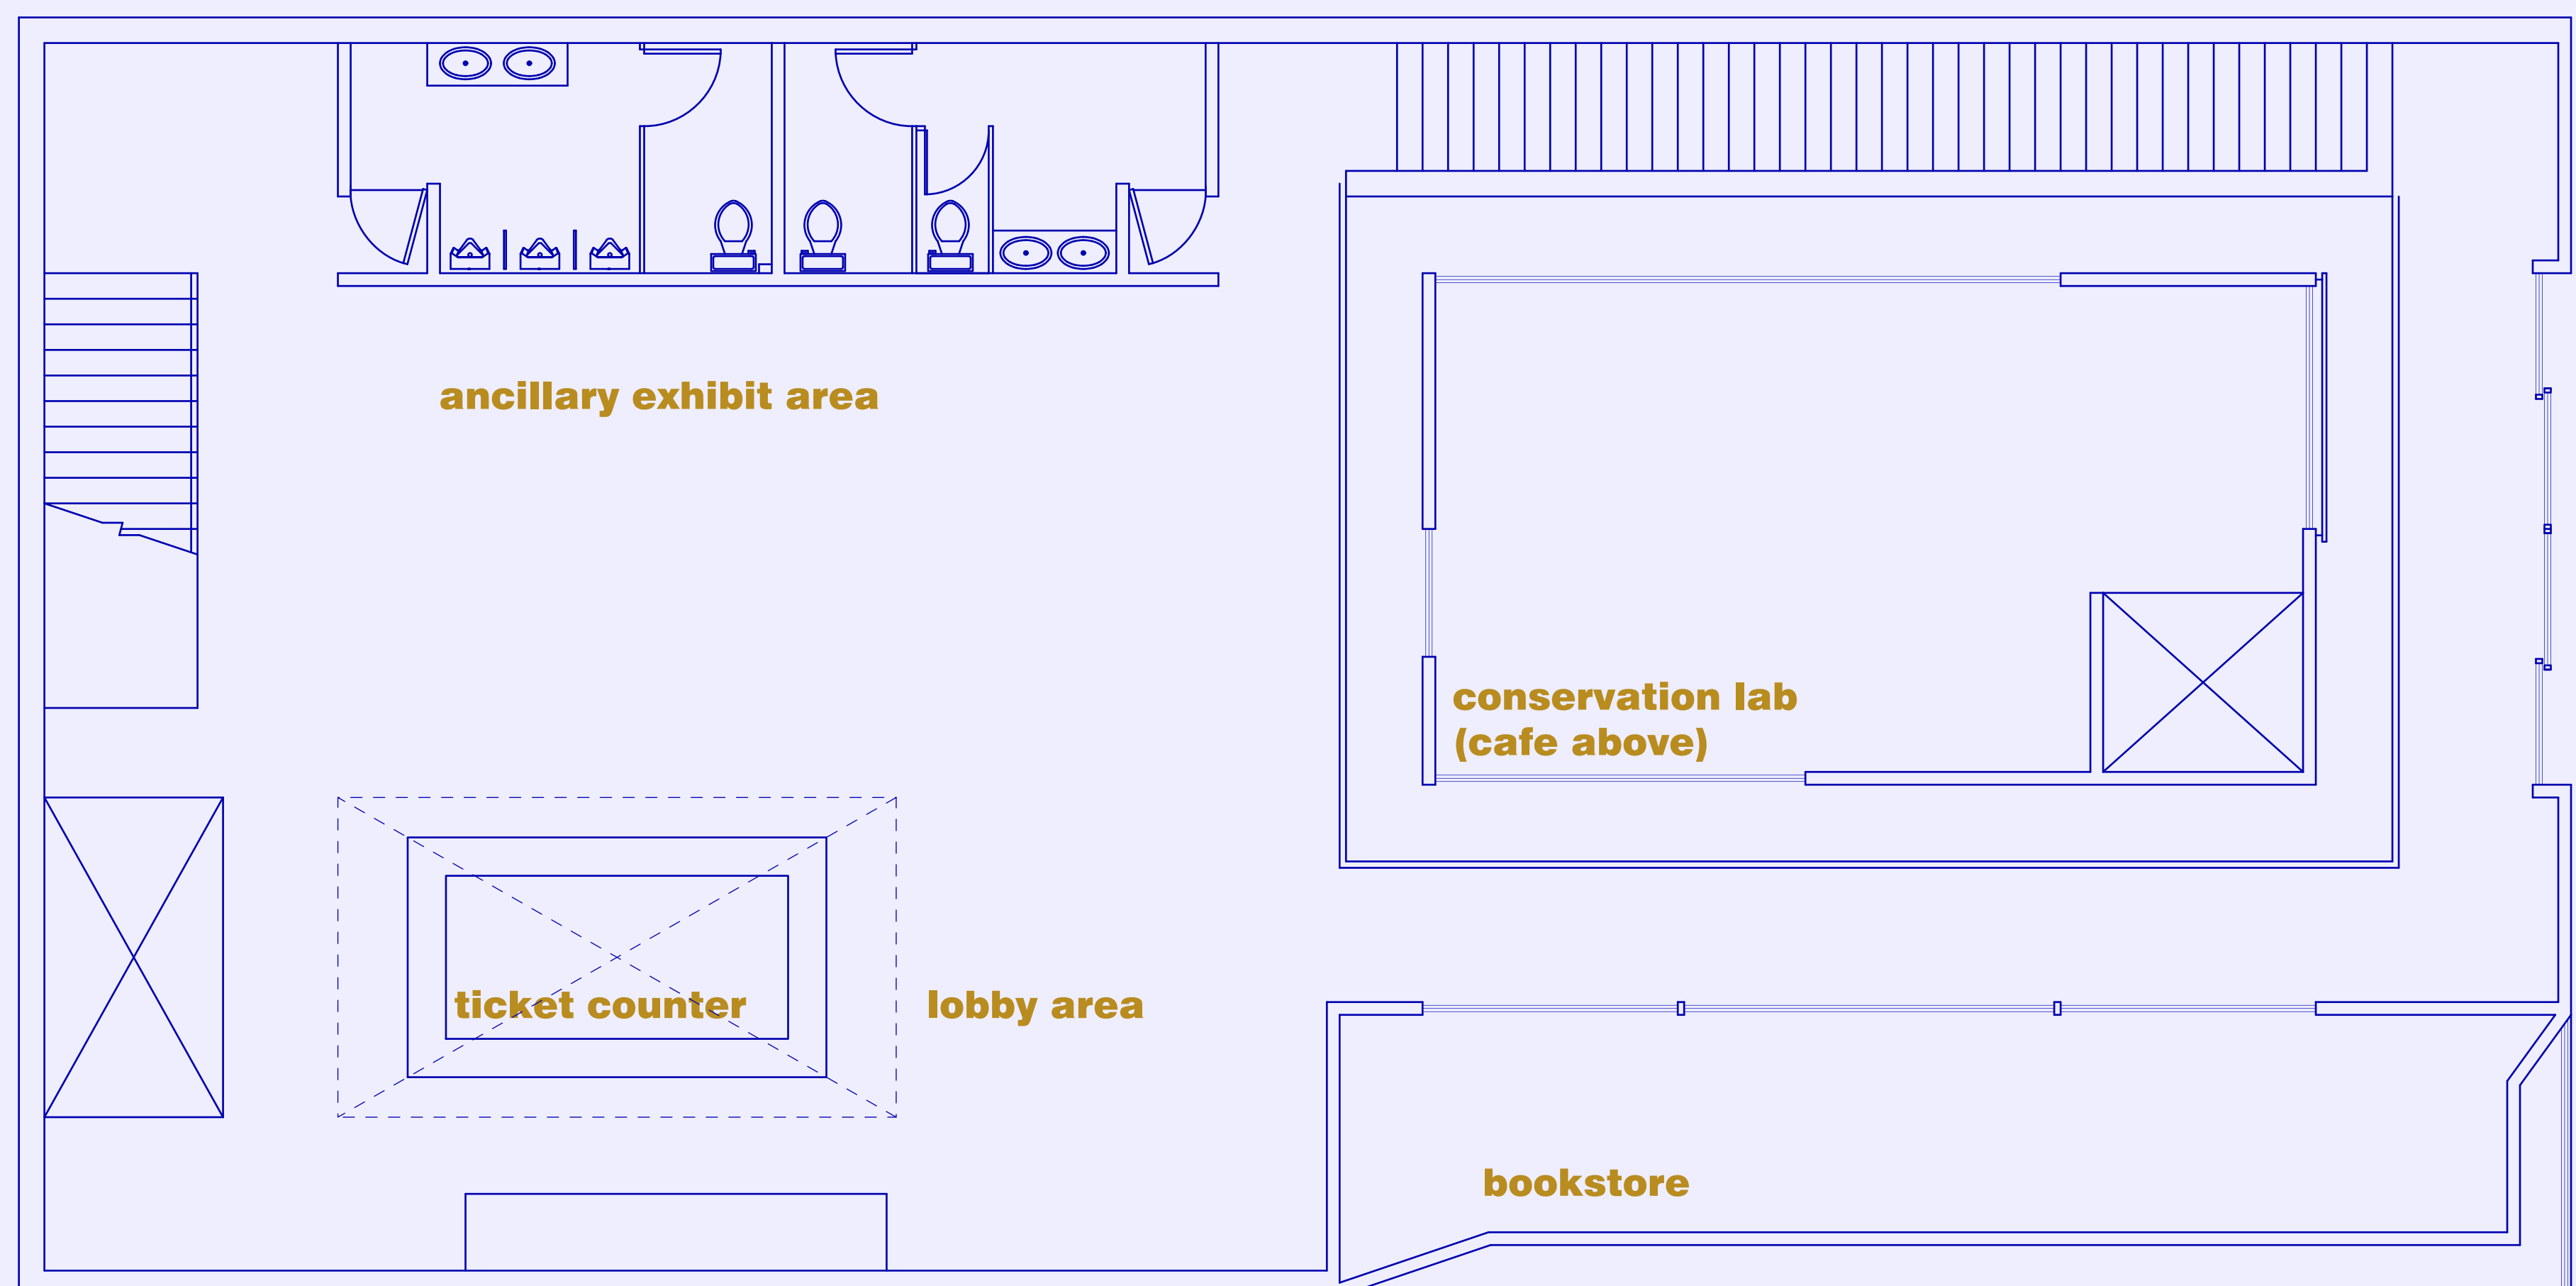 ancillary exhibit area
conservation lab
(cafe above)
ticket counter
lobby area
bookstore